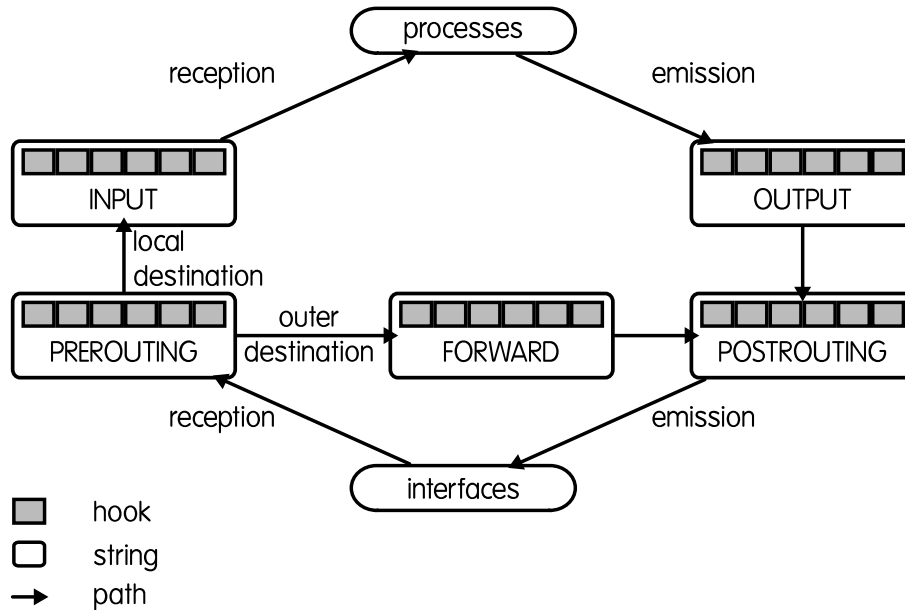 processes
reception
emission
INPUT
OUTPUT
local
destination
PREROUTING
outer
destination
FORWARD
POSTROUTING
reception
emission
interfaces
hook
string
path